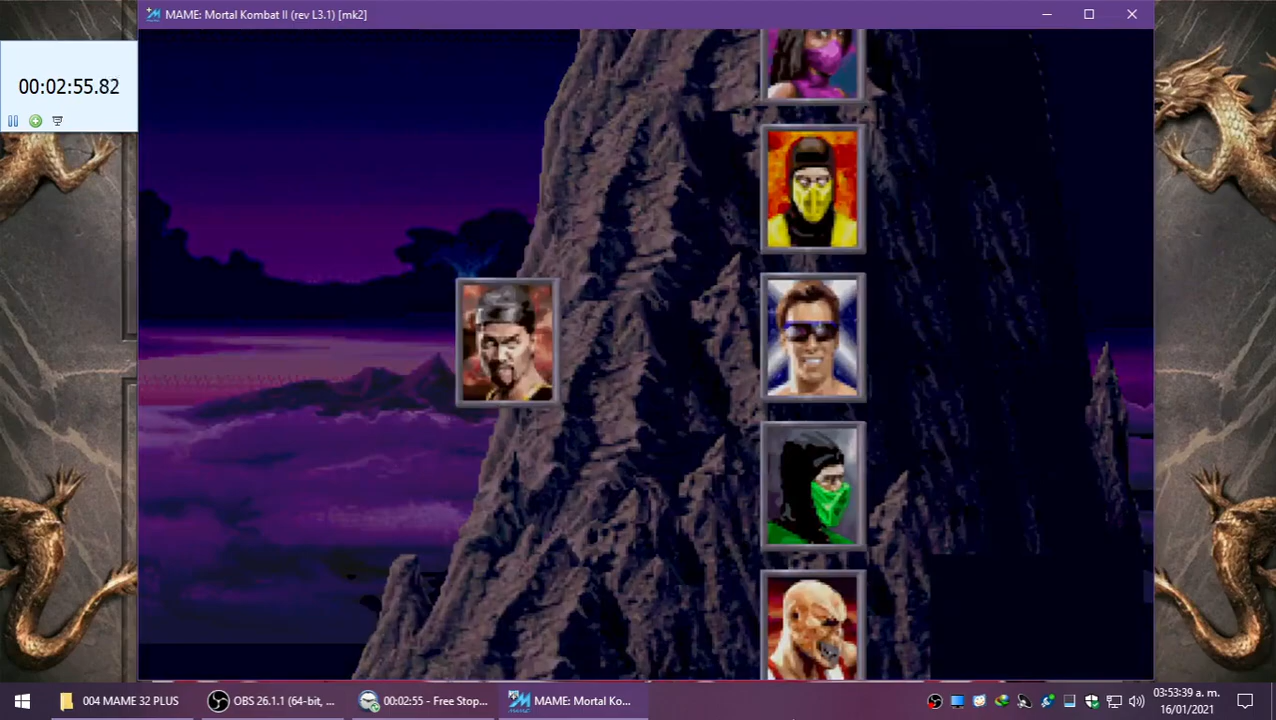 MAME: Mortal Kombat II (rev L3.1) [mk2]
00:02:55.82
004 MAME 32 PLUS
OBS 26.1.1 (64-bit, ...
00:02:55 - Free Stop...
MAME: Mortal Ko...
03:53:39 a. m.
16/01/2021